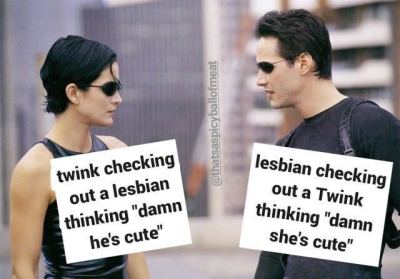 twink checking
out a lesbian
thinking "damn
he's cute"
@thatsaspicyballofmeat
lesbian checking
out a Twink
thinking "damn
she's cute"